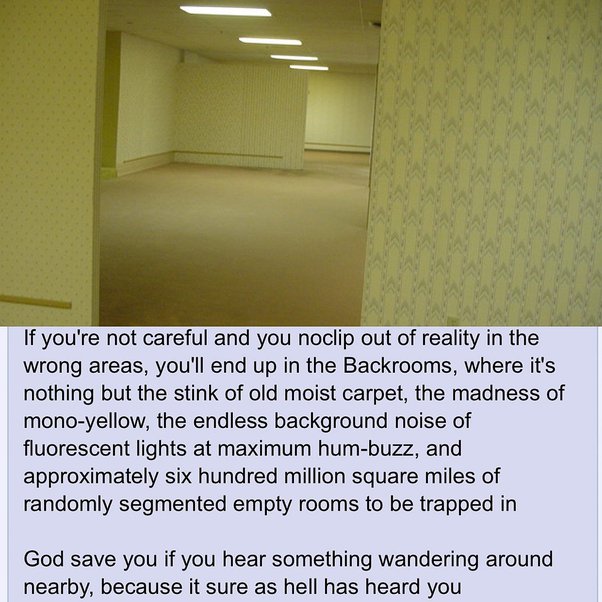 If you're not careful and you noclip out of reality in the
wrong areas, you'll end up in the Backrooms, where it's
nothing but the stink of old moist carpet, the madness of
mono-yellow, the endless background noise of
fluorescent lights at maximum hum-buzz, and
approximately six hundred million square miles of
randomly segmented empty rooms to be trapped in
God save you if you hear something wandering around
nearby, because it sure as hell has heard you